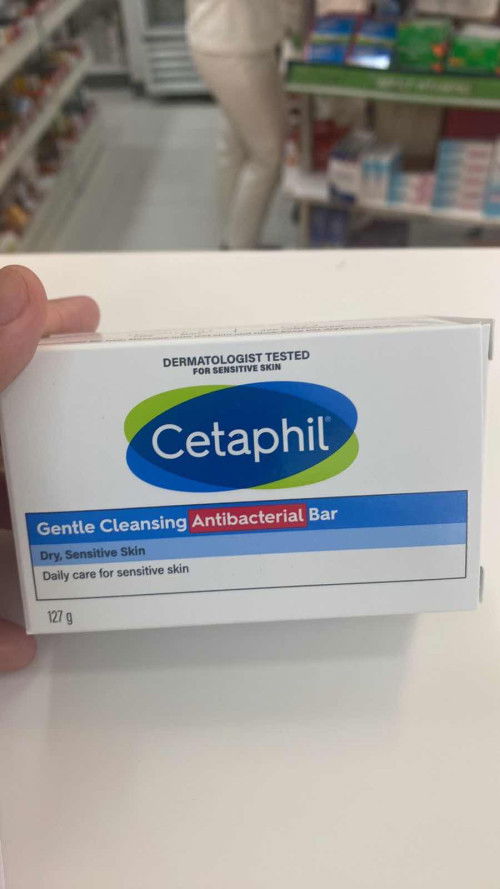 DERMATOLOGIST TESTED
FOR SENSITIVE SKIN
Cetaphil®
Gentle Cleansing Antibacterial Bar
Dry, Sensitive Skin
Daily care for sensitive skin
127 g